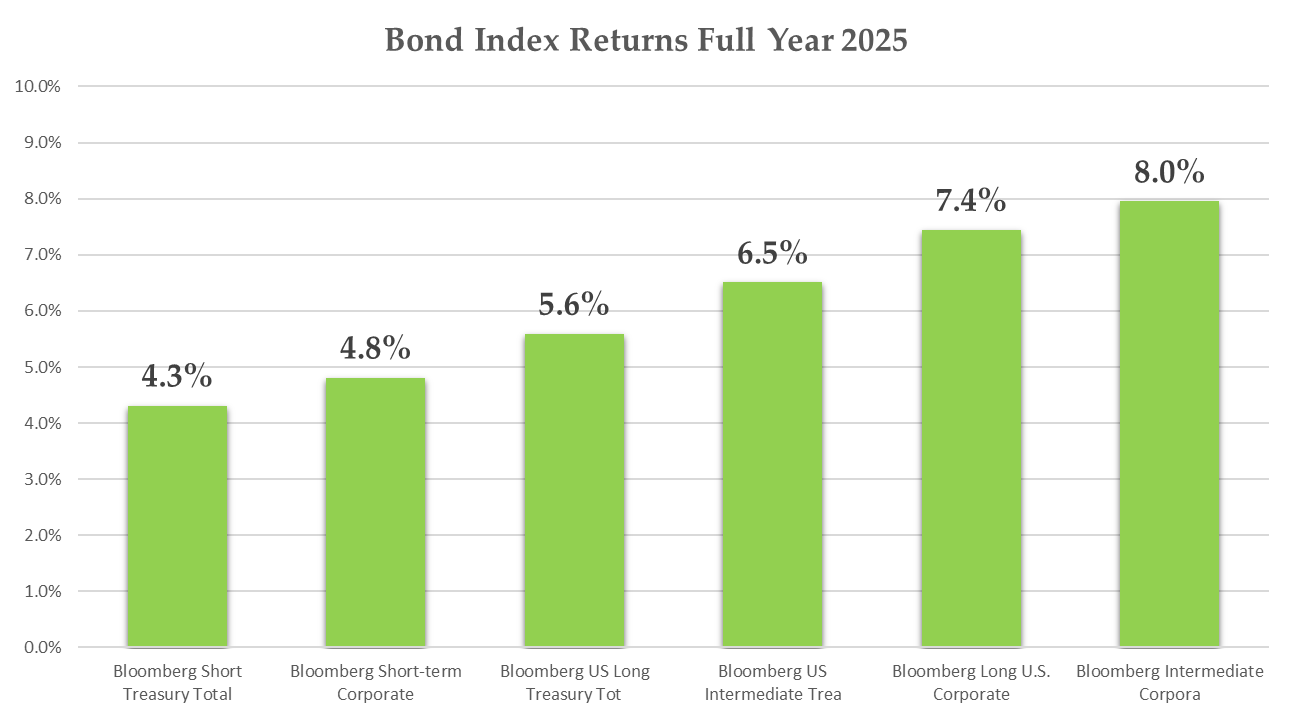 Bond Index Returns Full Year 2025
10.0%
9.0%
8.0%
7.0%
6.0%
5.0%
4.0%
3.0%
2.0%
1.0%
0.0%
4.3%
4.8%
5.6%
6.5%
7.4%
8.0%
Bloomberg Short
Treasury Total
Bloomberg Short-term
Corporate
Bloomberg US Long
Treasury Tot
Bloomberg US
Intermediate Trea
Bloomberg Long U.S.
Corporate
Bloomberg Intermediate
Corpora